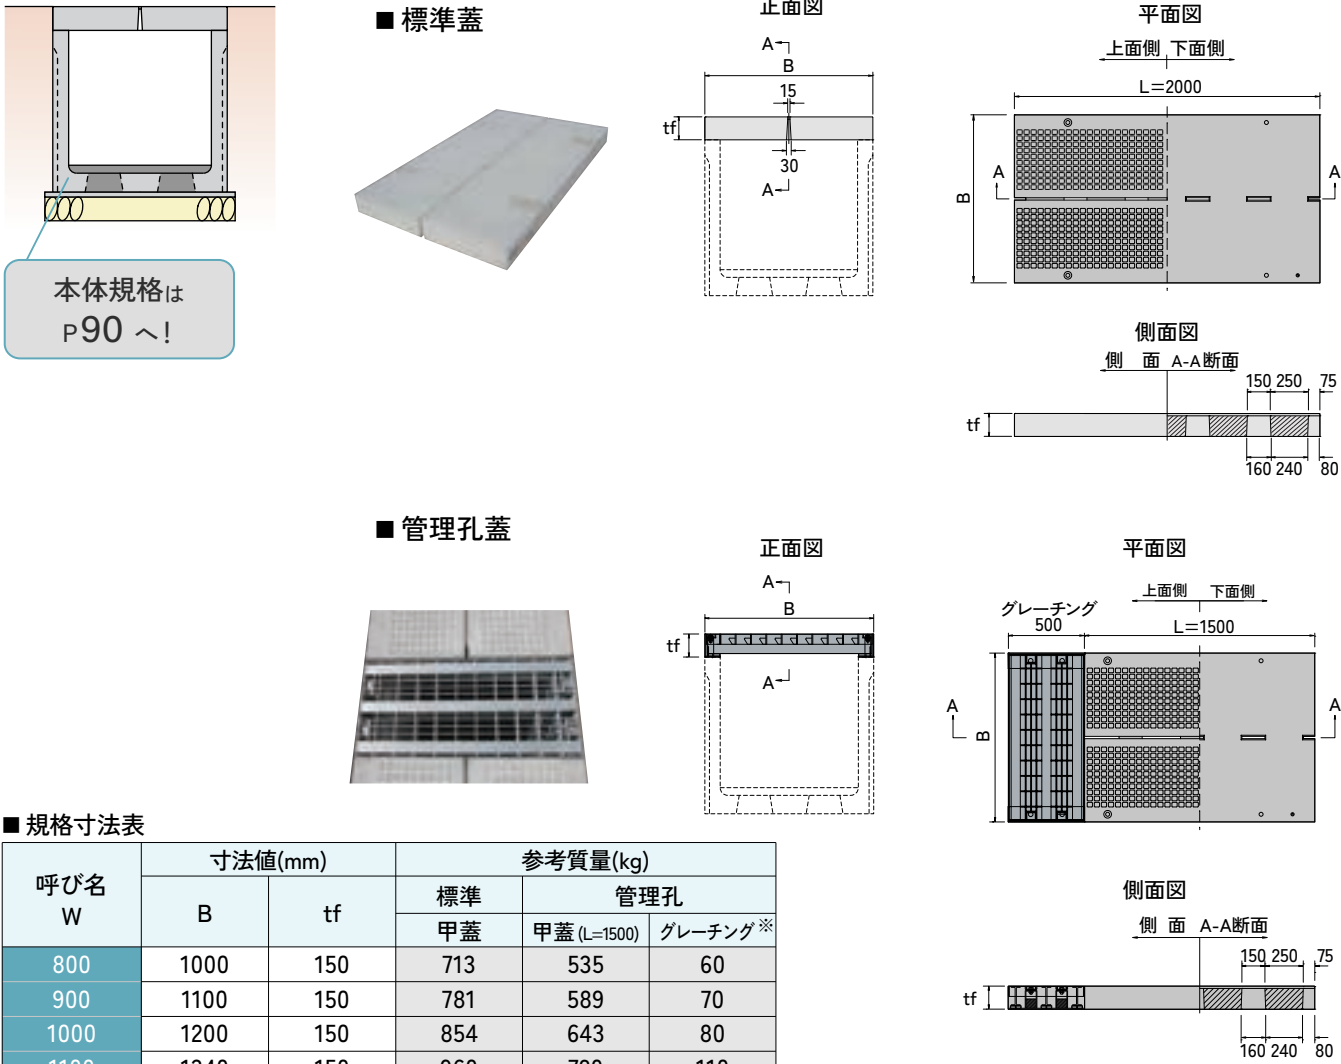 ■ 標準蓋
正面図
A
B
15
tf
30
A
平面図
上面側 下面側
L=2000
A
B
A
側面図
側 面 A-A断面
150 250 75
tf
160 240 80
本体規格は
P90 へ！
■ 管理孔蓋
正面図
A
B
tf
A
平面図
上面側 下面側
グレーチング
500 L=1500
A
B
A
側面図
側 面 A-A断面
150 250 75
tf
160 240 80
■ 規格寸法表
呼び名
W
寸法値(mm) 参考質量(kg)
B tf 標準 管理孔
甲蓋 甲蓋(L=1500) グレーチング※
800 1000 150 713 535 60
900 1100 150 781 589 70
1000 1200 150 854 643 80